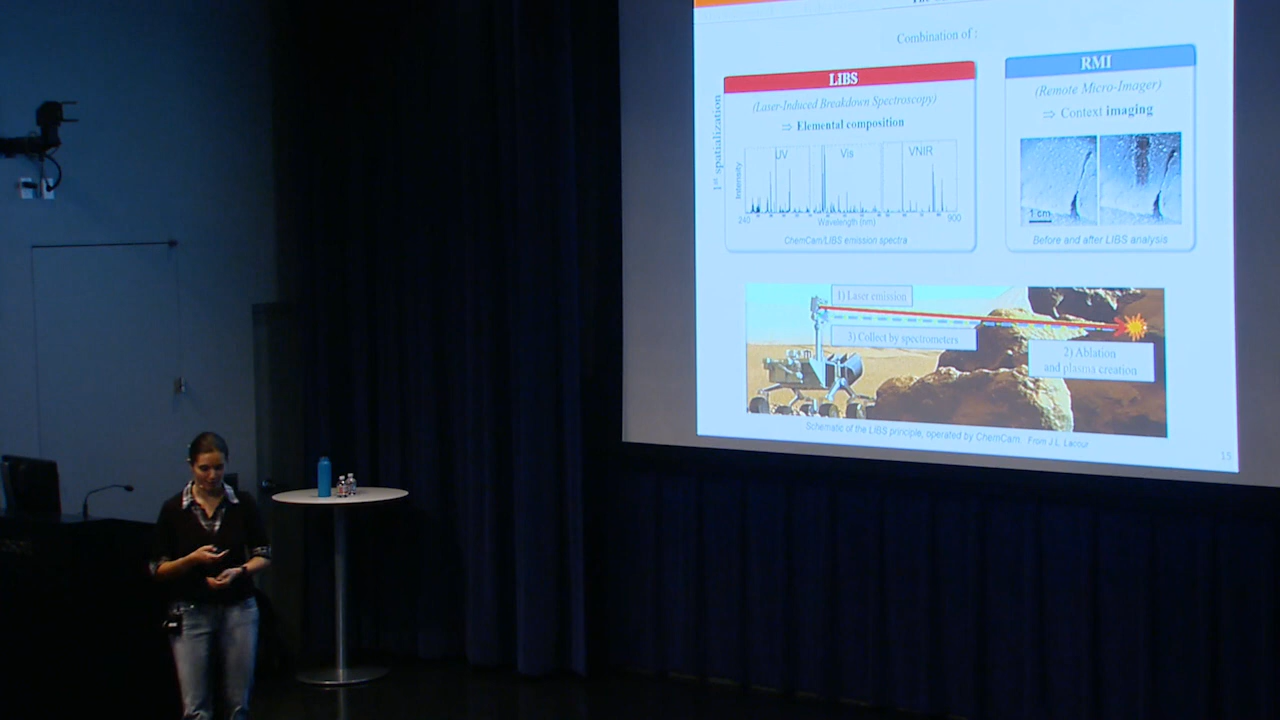 Combination of :
LIBS
(Laser-Induced Breakdown Spectroscopy)
⇒ Elemental composition
1st spatialization
UV
Vis
VNIR
Intensity
240
Wavelength (nm)
900
ChemCam/LIBS emission spectra
RMI
(Remote Micro-Imager)
⇒ Context imaging
1 cm
Before and after LIBS analysis
1) Laser emission
3) Collect by spectrometers
2) Ablation
and plasma creation
Schematic of the LIBS principle, operated by ChemCam. From J.L. Lacour
15